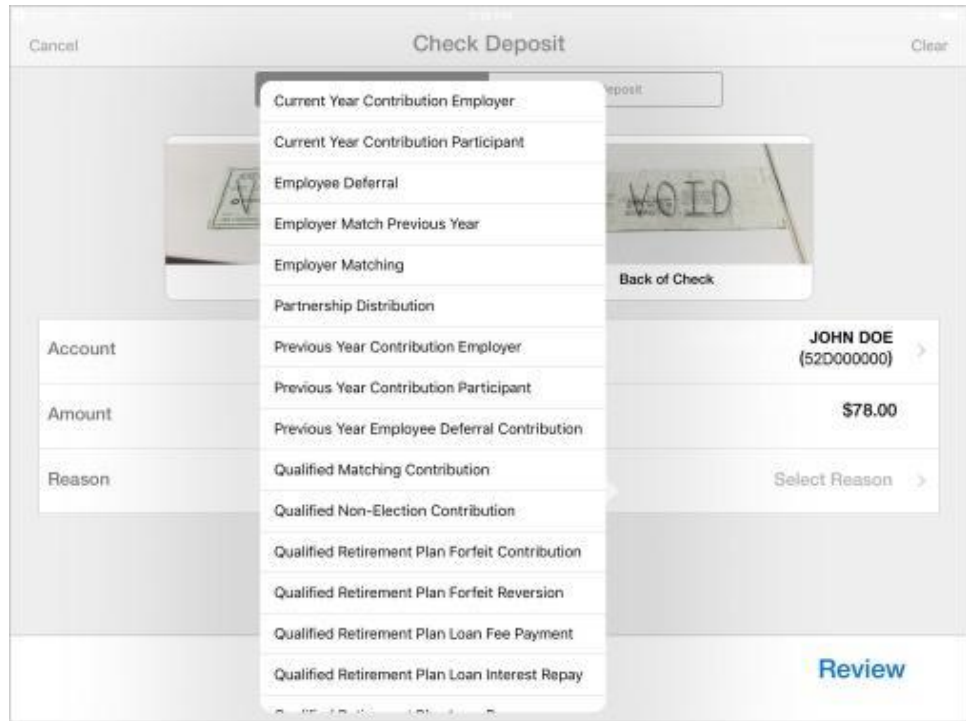 Cancel
Check Deposit
Clear
Deposit
Current Year Contribution Employer
Current Year Contribution Participant
Employee Deferral
Employer Match Previous Year
Employer Matching
Partnership Distribution
Previous Year Contribution Employer
Previous Year Contribution Participant
Previous Year Employee Deferral Contribution
Qualified Matching Contribution
Qualified Non-Election Contribution
Qualified Retirement Plan Forfeit Contribution
Qualified Retirement Plan Forfeit Reversion
Qualified Retirement Plan Loan Fee Payment
Qualified Retirement Plan Loan Interest Repay
VOID
Back of Check
Account
JOHN DOE
(52D000000)
Amount
$78.00
Reason
Select Reason
Review